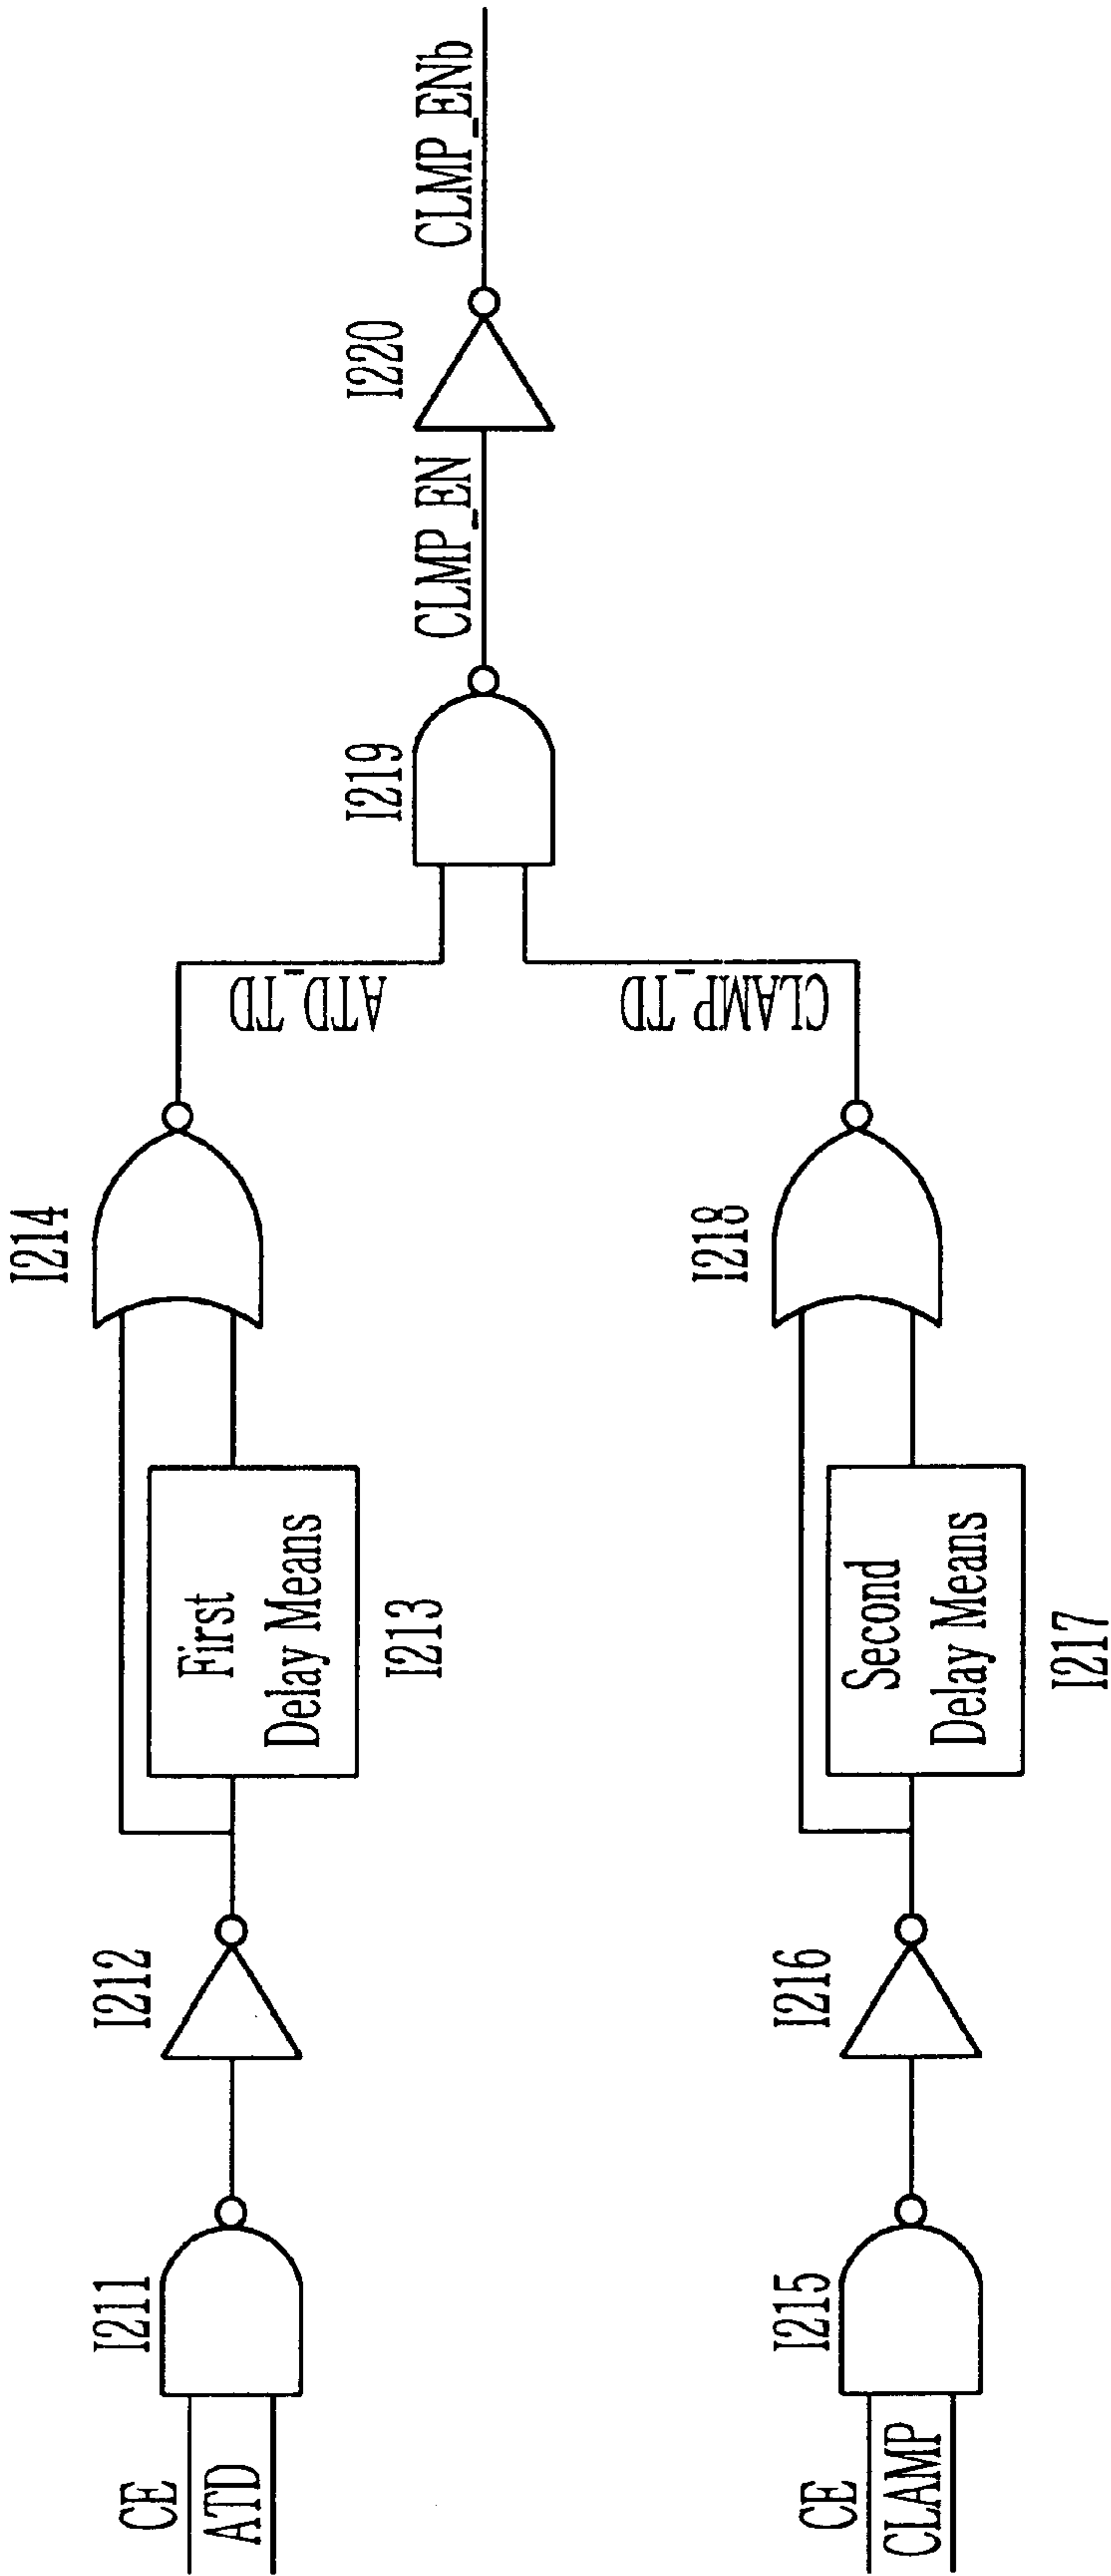 CE
ATD
I211
I212
First
Delay Means
I213
I214
ATD_TD
CE
CLAMP
I215
I216
Second
Delay Means
I217
I218
CLAMP_TD
I219
CLMP_EN
I220
CLMP_ENb